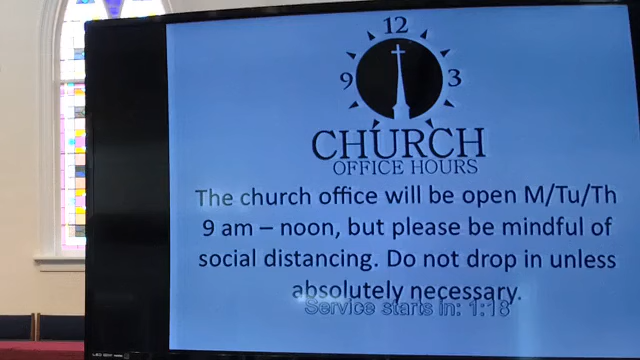 12
9 3
CHURCH
OFFICE HOURS
The church office will be open M/Tu/Th
9 am – noon, but please be mindful of
social distancing. Do not drop in unless
absolutely necessary.
Service starts in: 1:18